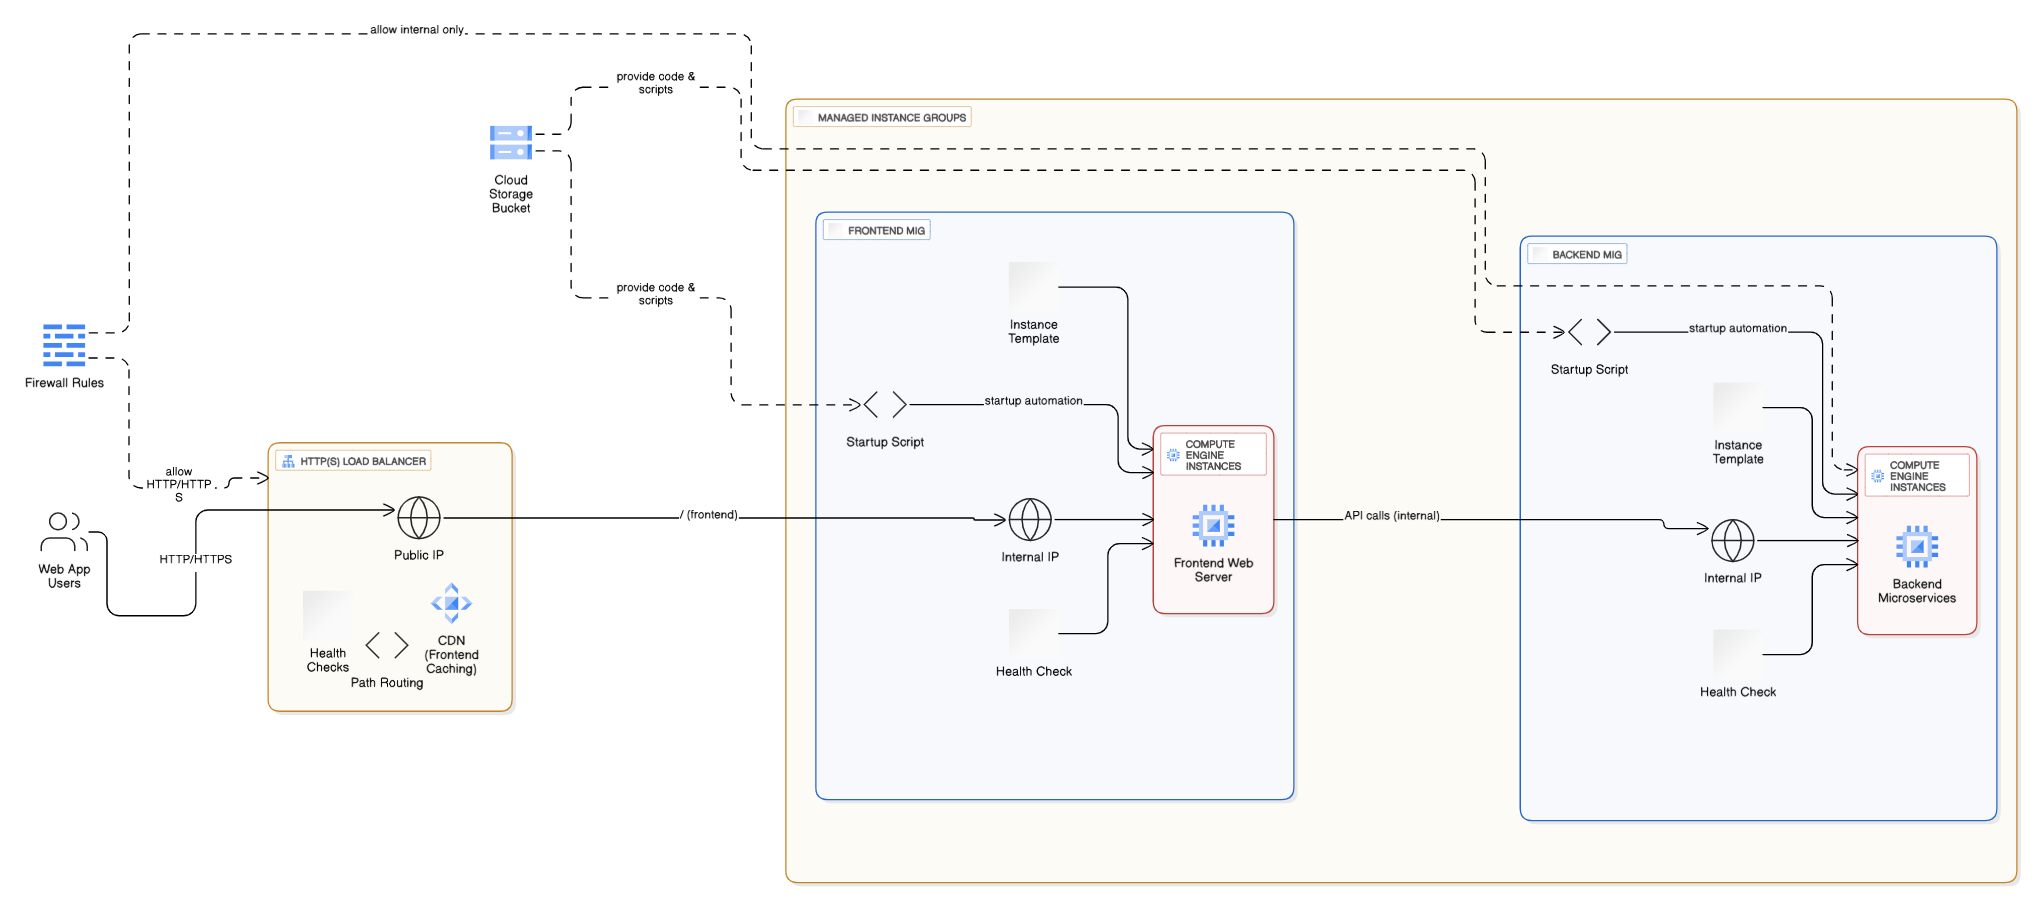 allow internal only
provide code &
scripts
MANAGED INSTANCE GROUPS
Cloud
Storage
Bucket
FRONTEND MIG
BACKEND MIG
provide code &
scripts
Instance
Template
startup automation
Startup Script
Firewall Rules
startup automation
Startup Script
Instance
Template
COMPUTE
ENGINE
INSTANCES
COMPUTE
ENGINE
INSTANCES
HTTP(S) LOAD BALANCER
allow
HTTP/HTTP
S
/ (frontend)
API calls (internal)
Public IP
Internal IP
Internal IP
HTTP/HTTPS
Web App
Users
Frontend Web
Server
Backend
Microservices
Health
Checks
CDN
(Frontend
Caching)
Path Routing
Health Check
Health Check